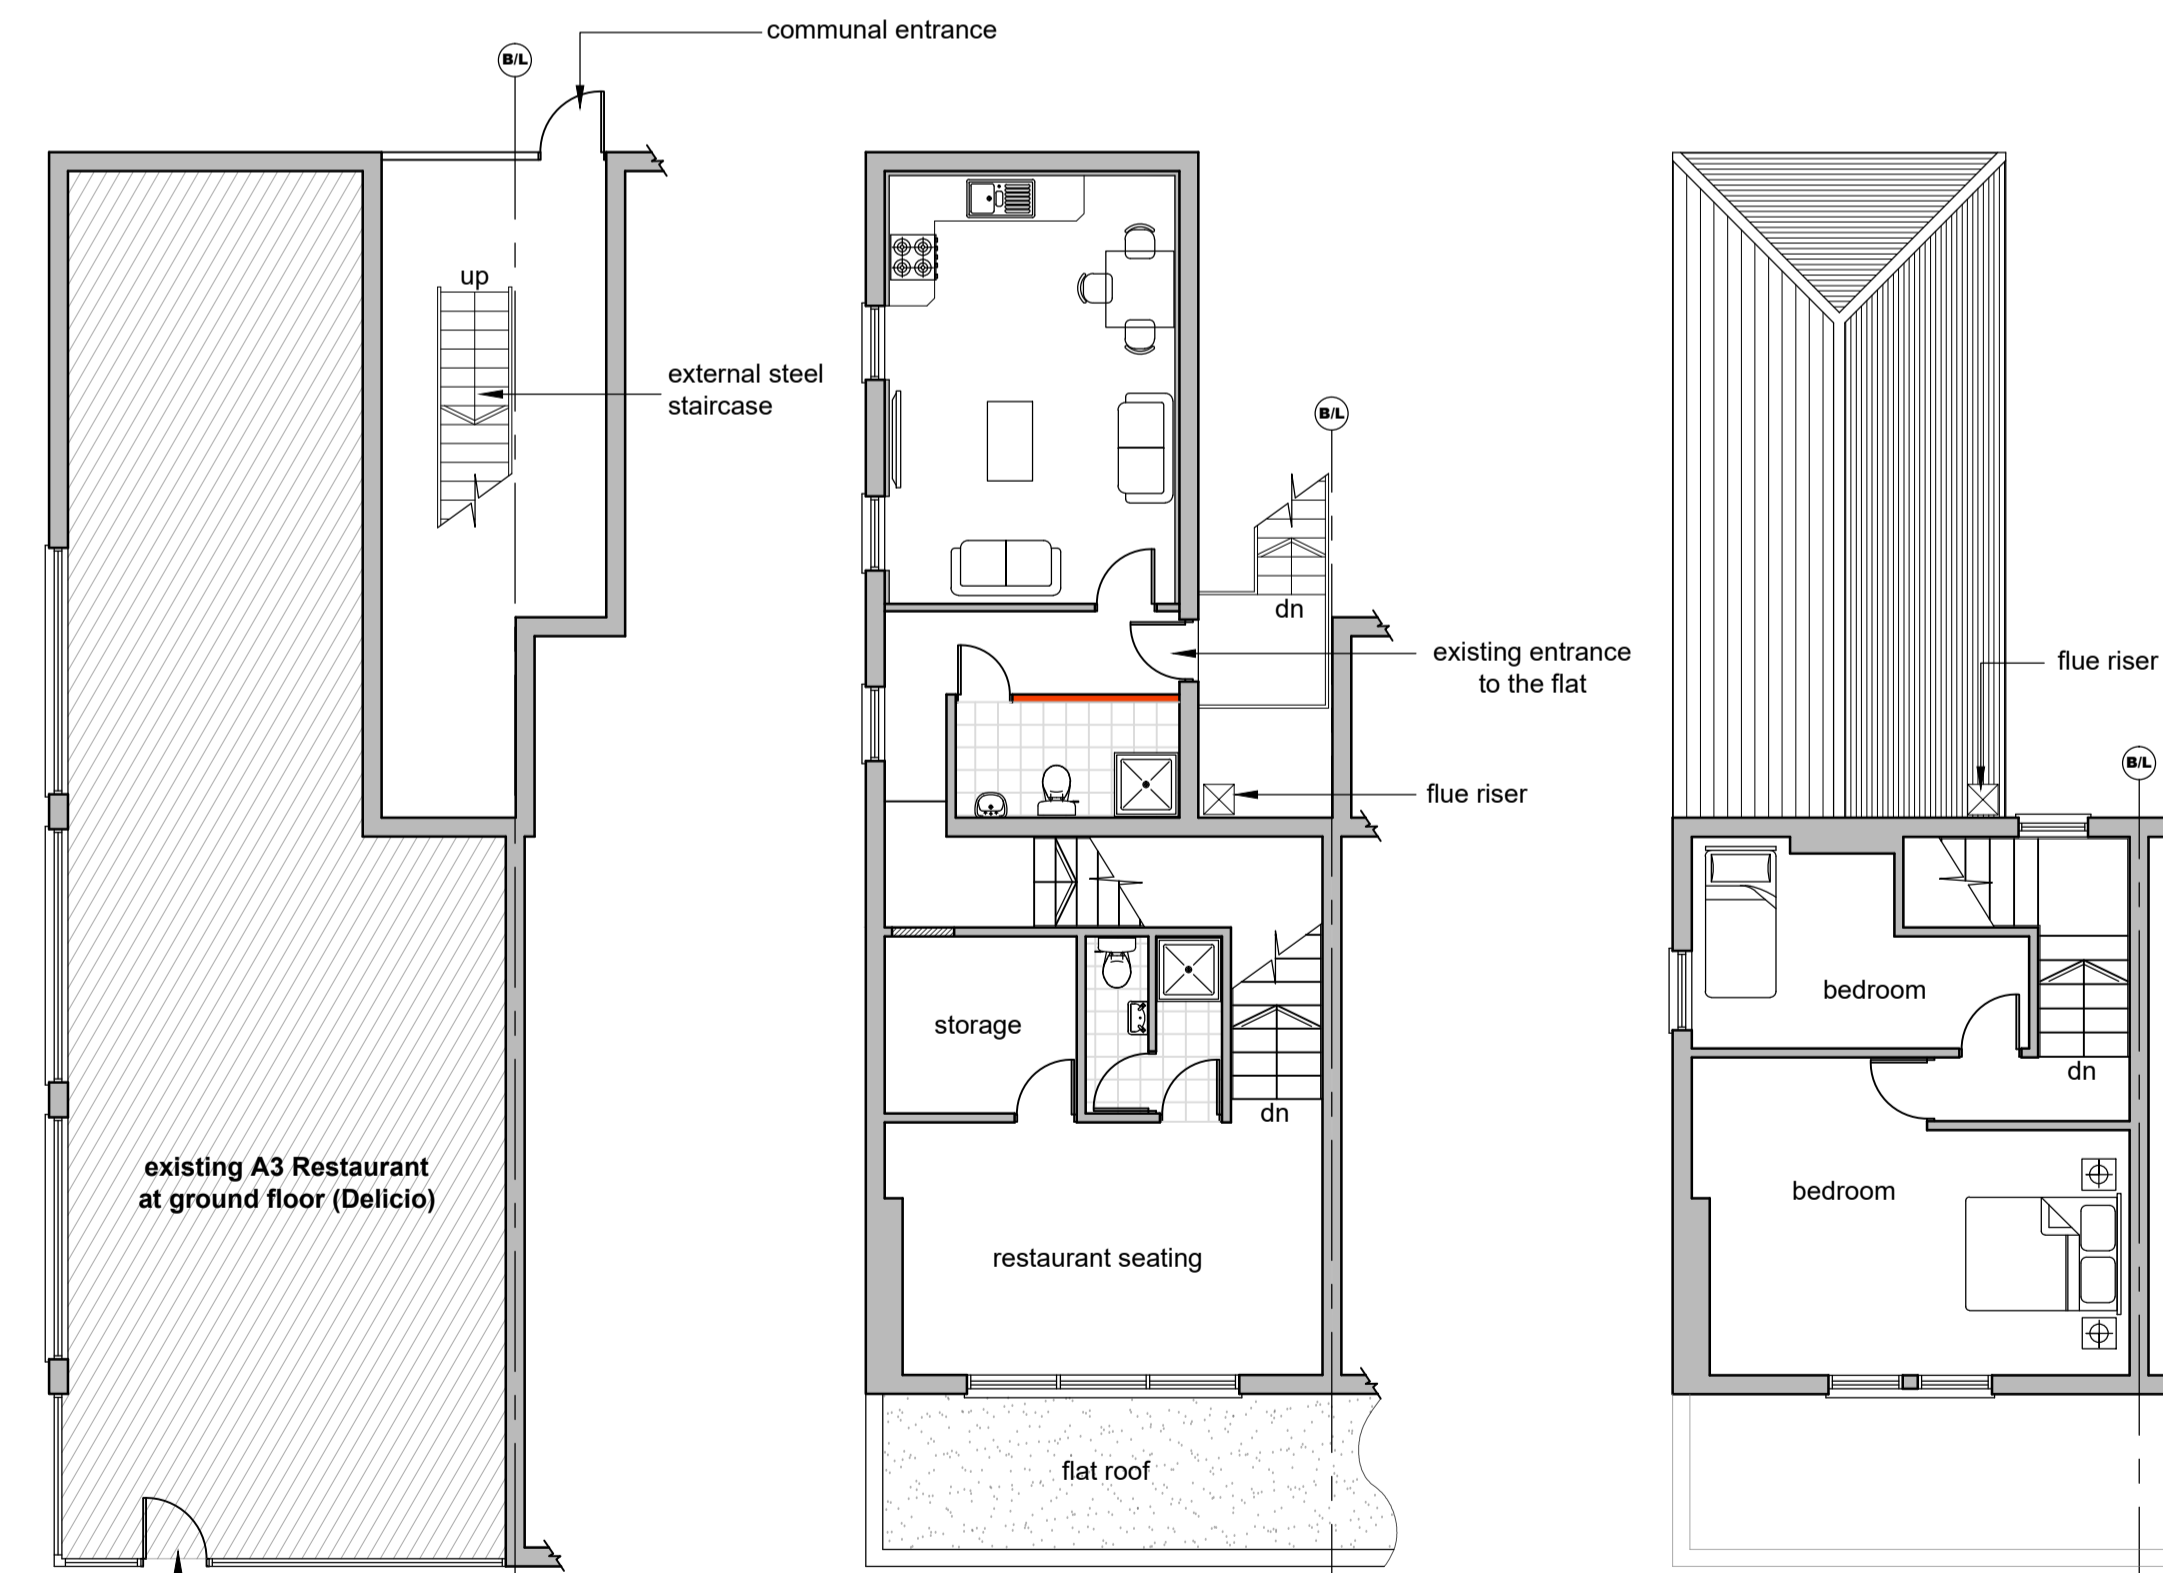 communal entrance
B/L
up
external steel
staircase
existing A3 Restaurant
at ground floor (Delicio)
B/L
dn
existing entrance
to the flat
flue riser
storage
dn
restaurant seating
flat roof
flue riser
B/L
bedroom
dn
bedroom